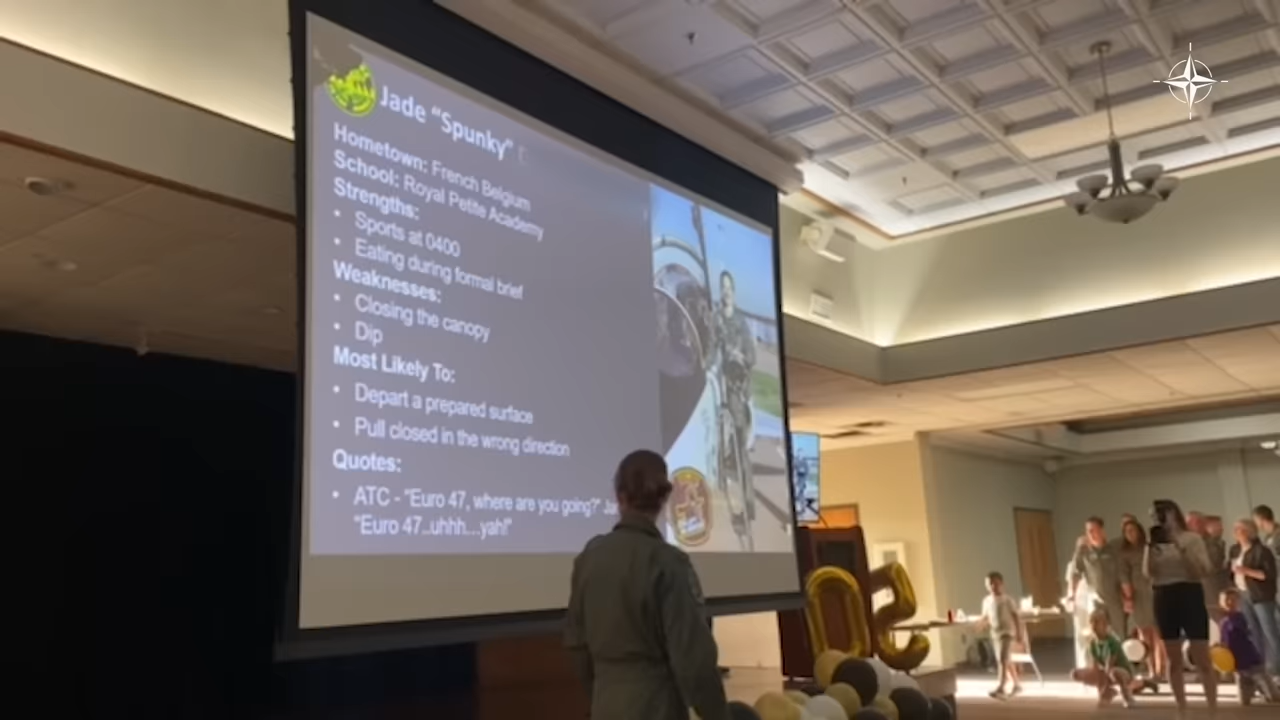 Jade "Spunky"
Hometown: French Belgium
School: Royal Petite Academy
Strengths:
• Sports at 0400
• Eating during formal brief
Weaknesses:
• Closing the canopy
• Dip
Most Likely To:
• Depart a prepared surface
• Pull closed in the wrong direction
Quotes:
• ATC - "Euro 47, where are you going?"
"Euro 47..uhhh...yah!"